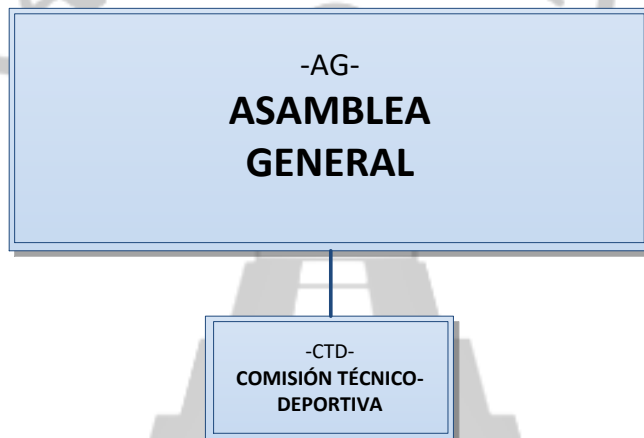 -AG-
ASAMBLEA
GENERAL
-CTD-
COMISIÓN TÉCNICO-
DEPORTIVA